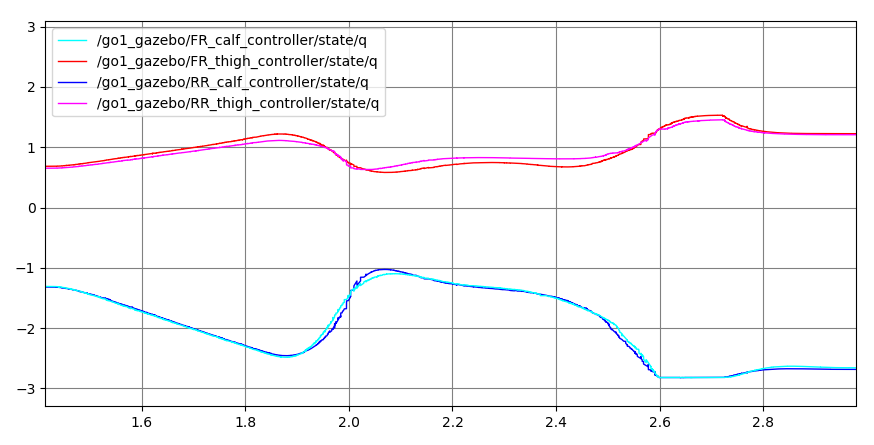 3
/go1_gazebo/FR_calf_controller/state/q
/go1_gazebo/FR_thigh_controller/state/q
/go1_gazebo/RR_calf_controller/state/q
/go1_gazebo/RR_thigh_controller/state/q
2
1
0
−1
−2
−3
1.6 1.8 2.0 2.2 2.4 2.6 2.8